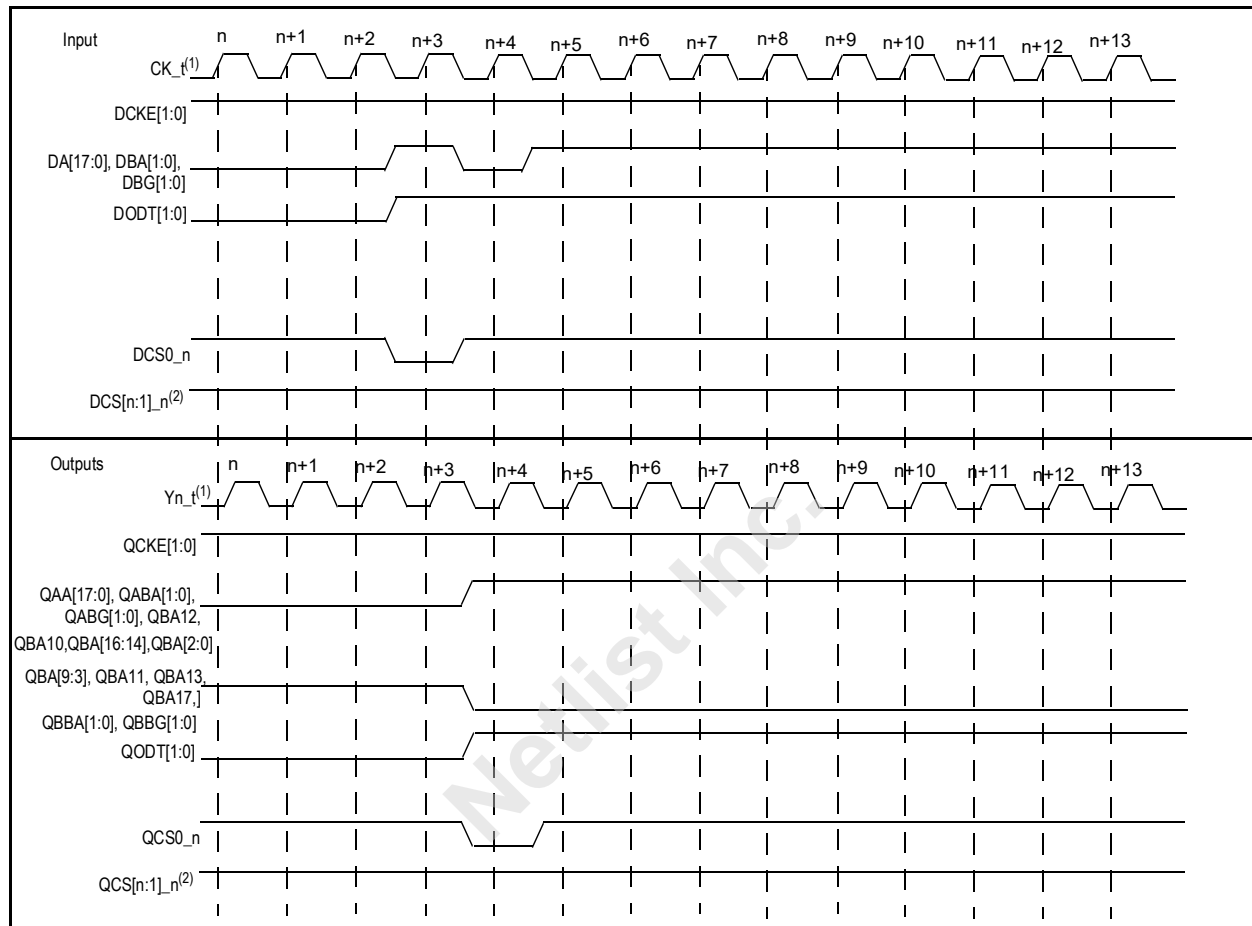 Input
n n+1 n+2 n+3 n+4 n+5 n+6 n+7 n+8 n+9 n+10 n+11 n+12 n+13
CK_t(1)
DCKE[1:0]
DA[17:0], DBA[1:0],
DBG[1:0]
DODT[1:0]
DCS0_n
DCS[n:1]_n(2)
Outputs
n n+1 n+2 n+3 n+4 n+5 n+6 n+7 n+8 n+9 n+10 n+11 n+12 n+13
Yn_t(1)
QCKE[1:0]
QAA[17:0], QABA[1:0],
QABG[1:0], QBA12,
QBA10,QBA[16:14],QBA[2:0]
QBA[9:3], QBA11, QBA13,
QBA17,]
QBBA[1:0], QBBG[1:0]
QODT[1:0]
QCS0_n
QCS[n:1]_n(2)
Netlist Inc.